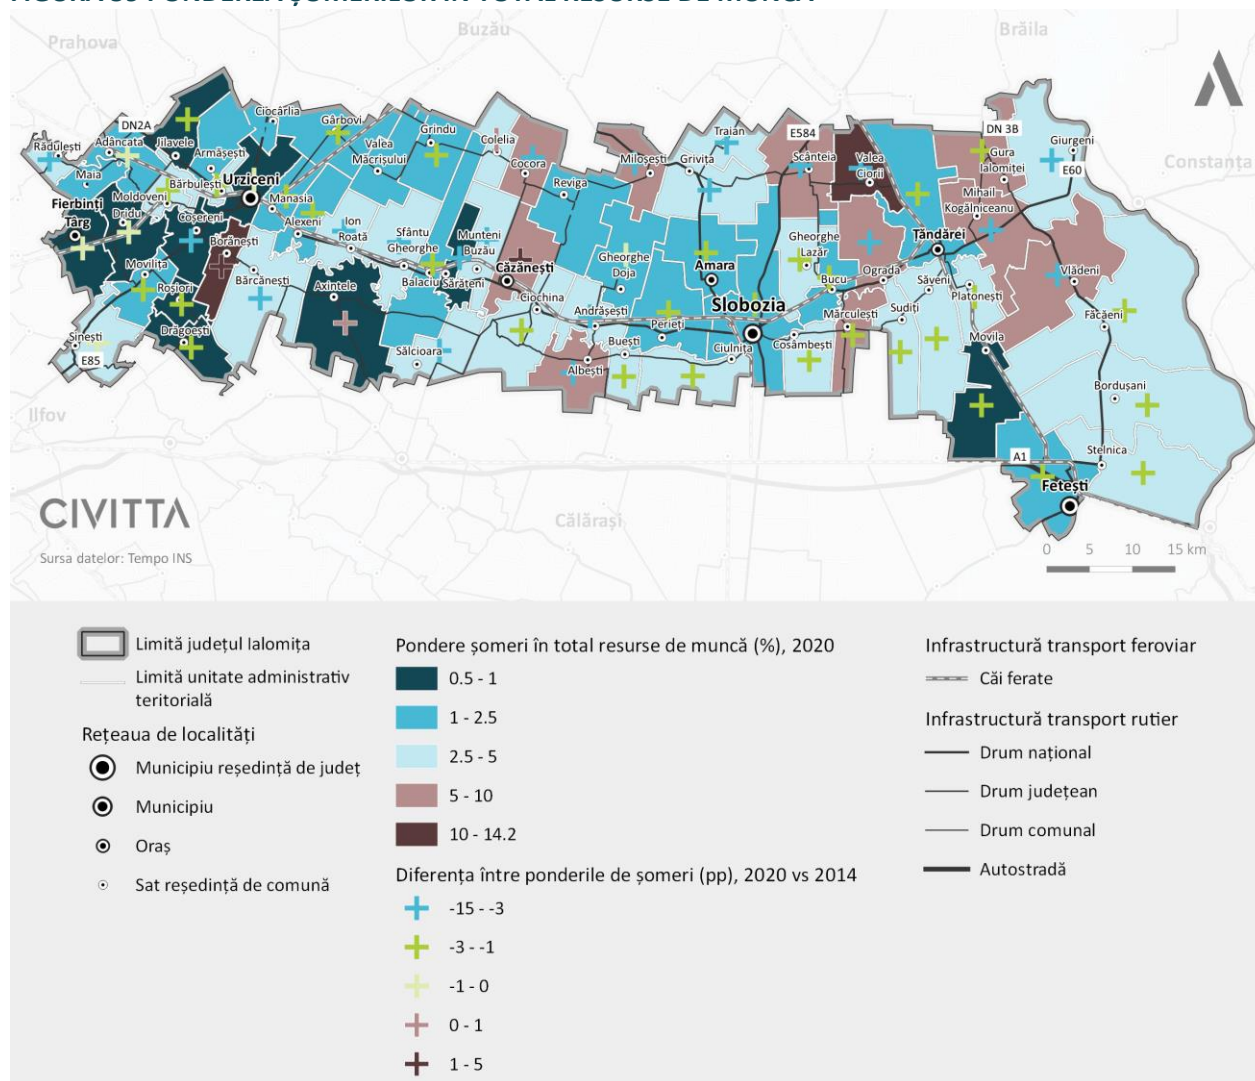 Prahova
Buzău
Brăila
DN2A
Ciocârlia
Gârbovi
Rădulești
Adâncata
Jilavele
Armășești
Valea
Măcrișului
Grindu
Colelia
Cocora
Miloșești
Traian
Grivița
E584
Scânteia
Valea
Ciorii
DN 3B
Gura
Ialomiței
Giurgeni
E60
Constanța
Maia
Bărbulești
Urziceni
Moldoveni
Manasia
Reviga
Mihail
Kogălniceanu
Fierbinți
Târg
Dridu
Coșereni
Alexeni
Ion
Roată
Sfântu
Gheorghe
Munteni
Buzău
Gheorghe
Doja
Gheorghe
Lazăr
Țăndărei
Borănești
Movilița
Bărcănești
Roșiori
Axintele
Balaciu
Sărățeni
Căzănești
Amara
Bucu
Ograda
Săveni
Platonești
Vlădeni
Ciochina
Andrășești
Slobozia
Perieți
Mărculești
Sudiți
Făcăeni
Sinești
Drăgoești
E85
Sălcioara
Buești
Ciulnița
Cosâmbești
Movila
Albești
Bordușani
Ilfov
A1
Stelnica
Fetești
CIVITTA
Călărași
Sursa datelor: Tempo INS
0 5 10 15 km
Limită județul Ialomița
Limită unitate administrativ
teritorială
Rețeaua de localități
Municipiu reședință de județ
Municipiu
Oraș
Sat reședință de comună
Pondere șomeri în total resurse de muncă (%), 2020
0.5 - 1
1 - 2.5
2.5 - 5
5 - 10
10 - 14.2
Diferența între ponderile de șomeri (pp), 2020 vs 2014
-15 - -3
-3 - -1
-1 - 0
0 - 1
1 - 5
Infrastructură transport feroviar
Căi ferate
Infrastructură transport rutier
Drum național
Drum județean
Drum comunal
Autostradă